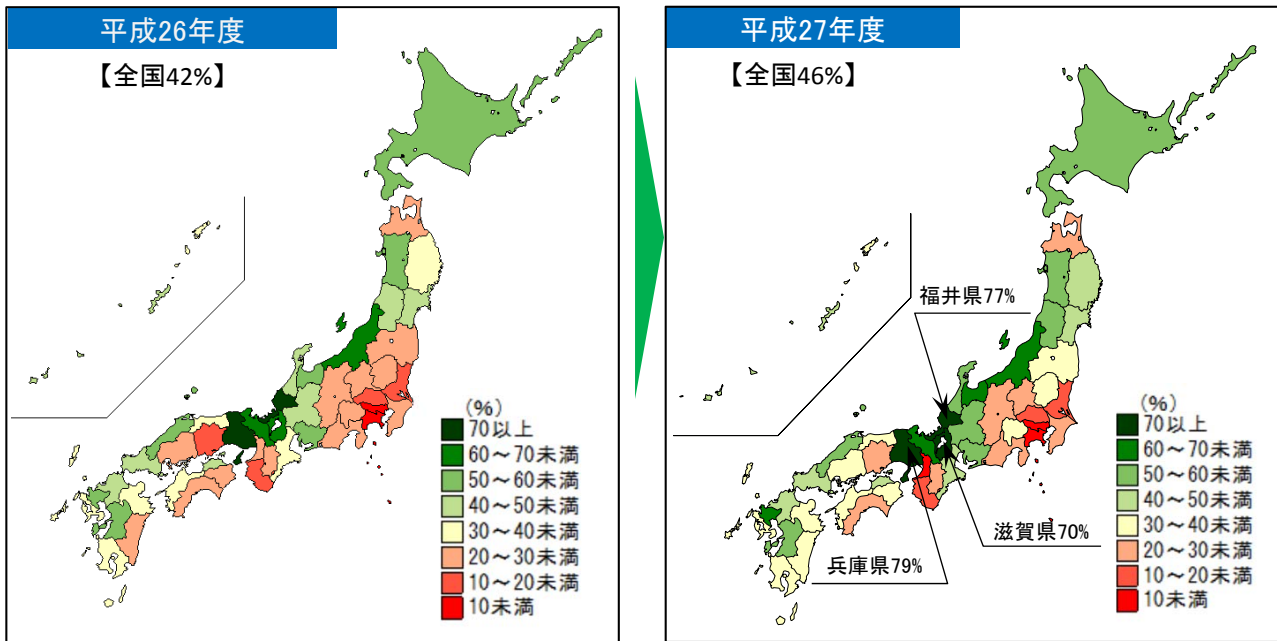 平成26年度
【全国42%】
(%)
70以上
60～70未満
50～60未満
40～50未満
30～40未満
20～30未満
10～20未満
10未満
平成27年度
【全国46%】
福井県77%
滋賀県70%
兵庫県79%
(%)
70以上
60～70未満
50～60未満
40～50未満
30～40未満
20～30未満
10～20未満
10未満